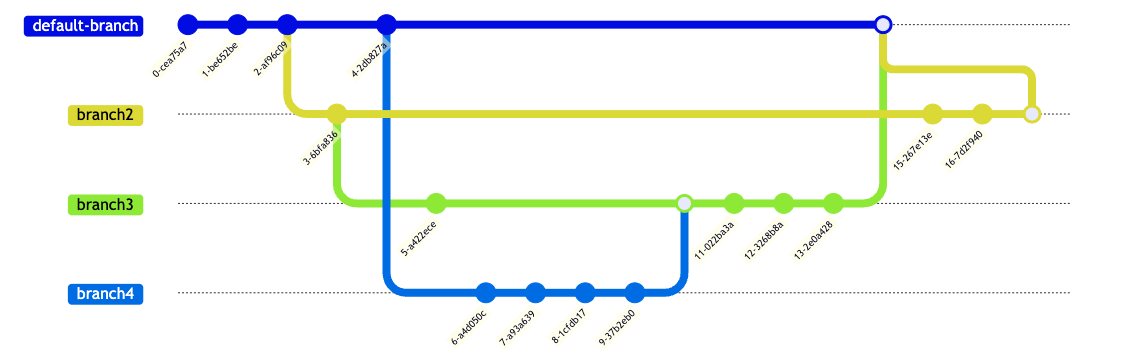 default-branch
0-cea75a7
1-be652be
2-af96c09
4-2db827a
branch2
3-6bfa836
15-267e13e
16-7d2f940
branch3
5-a422ece
11-022ba3a
12-3268b8a
13-2e0a428
branch4
6-a4d050c
7-a93a639
8-1cfdb17
9-37b2eb0